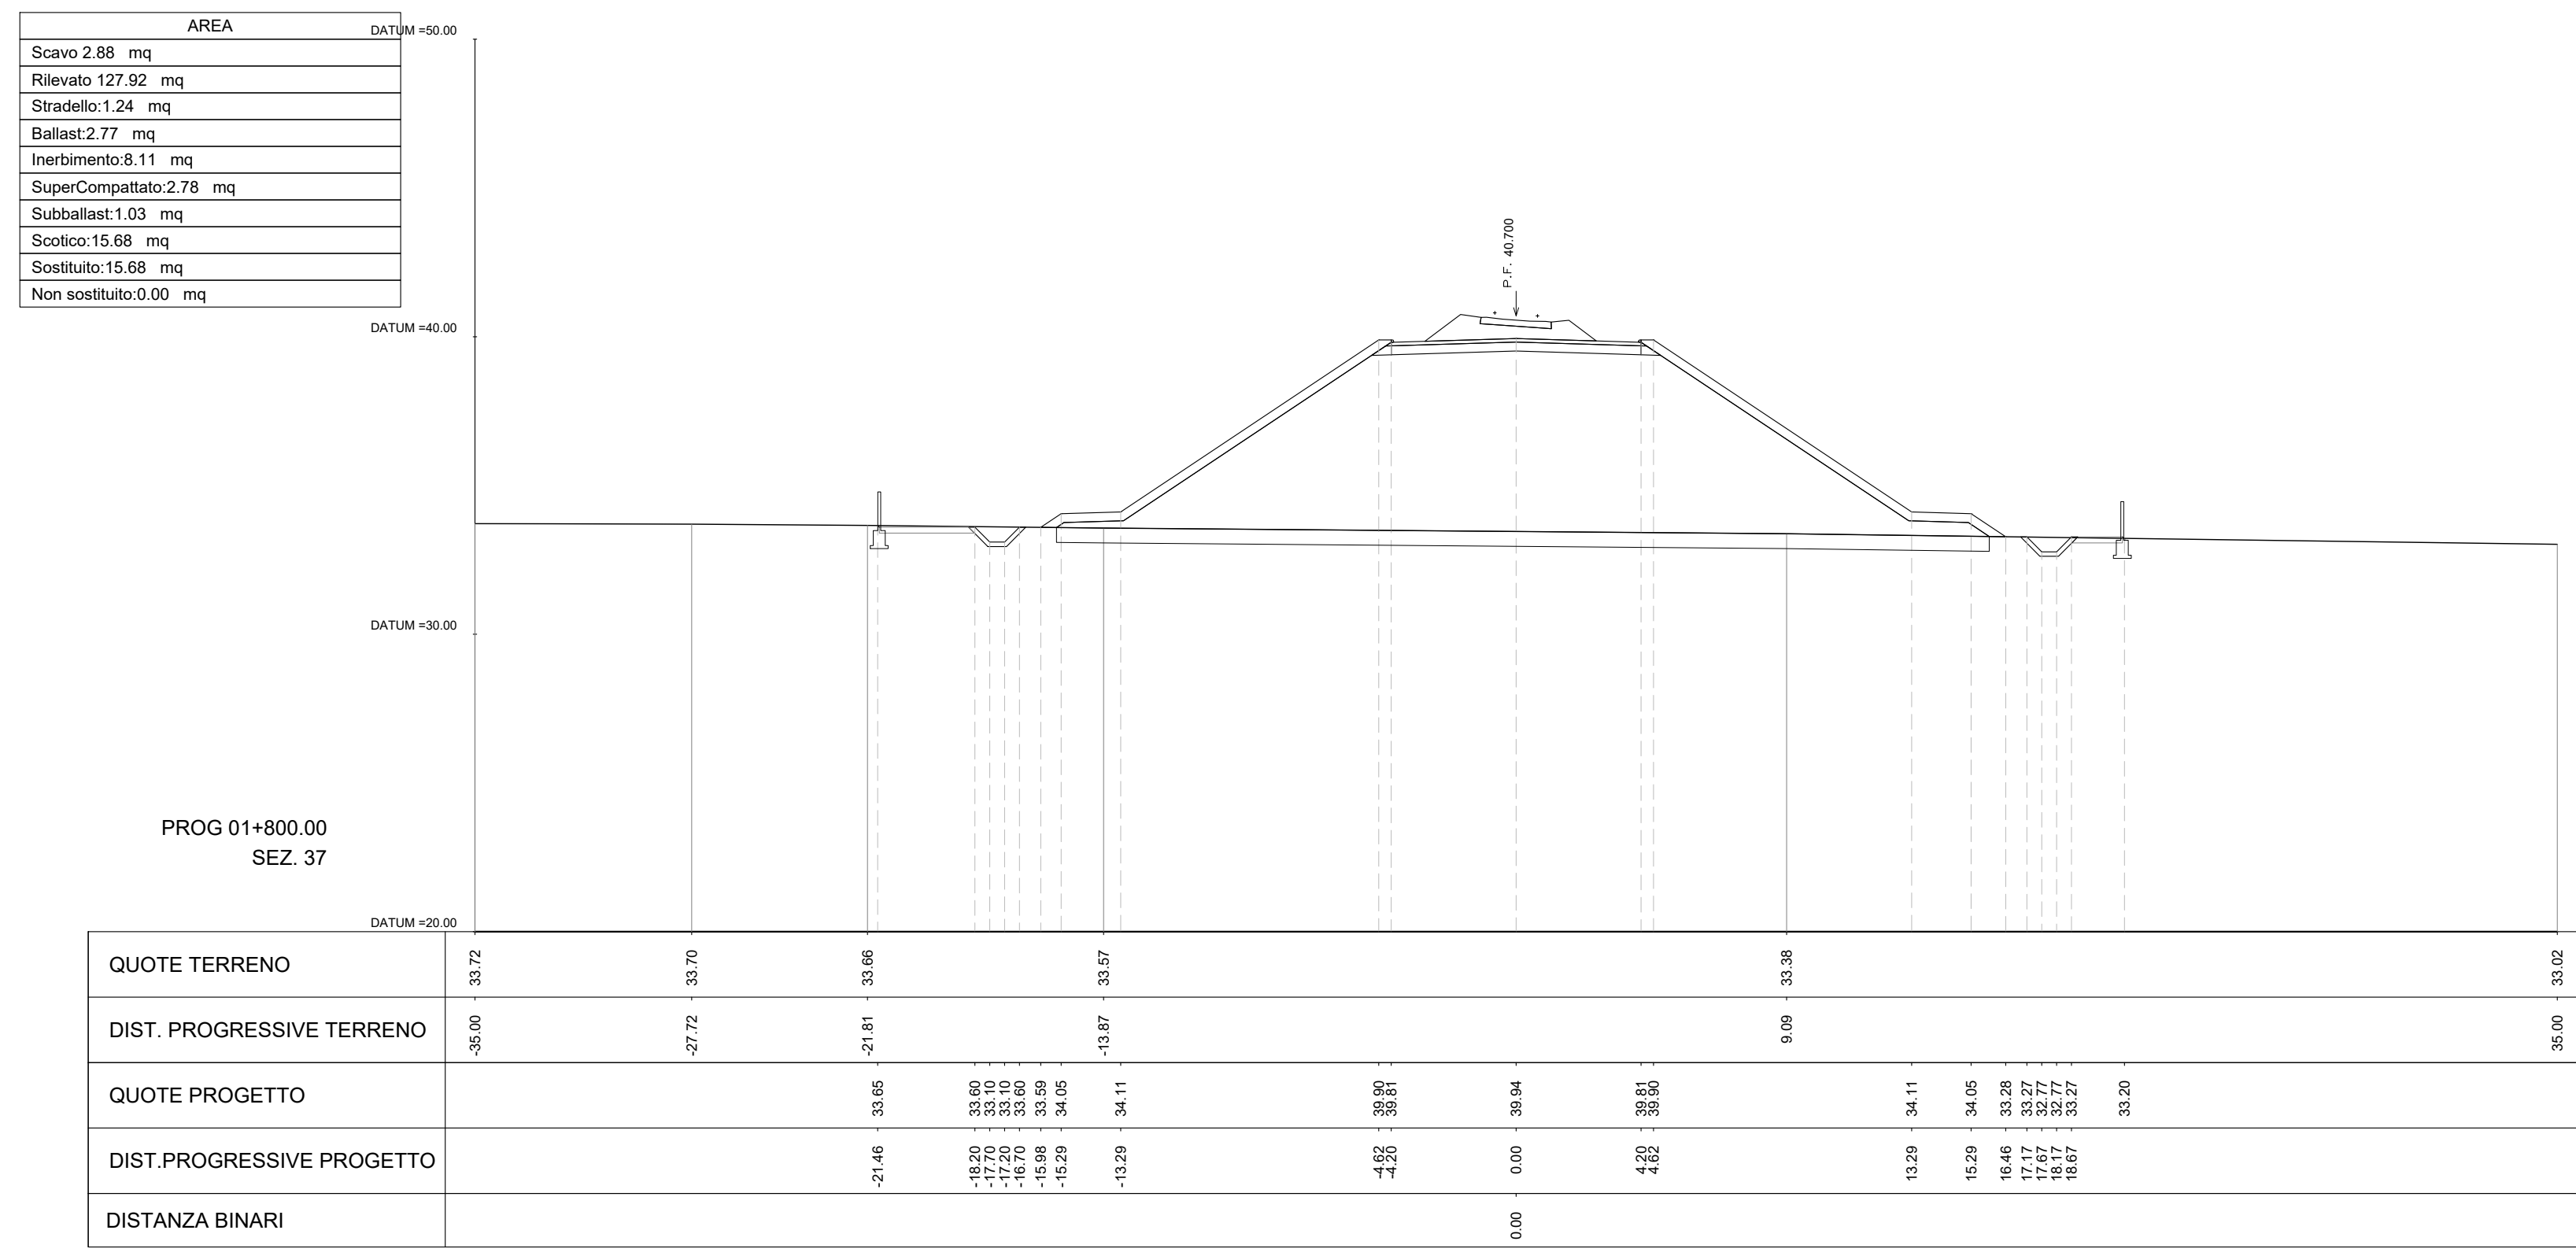 AREA
Scavo 2.88 mq
Rilevato 127.92 mq
Stradello:1.24 mq
Ballast:2.77 mq
Inerbimento:8.11 mq
SuperCompattato:2.78 mq
Subballast:1.03 mq
Scotico:15.68 mq
Sostituito:15.68 mq
Non sostituito:0.00 mq
DATUM =50.00
DATUM =40.00
DATUM =30.00
DATUM =20.00
P.F. 40.700
PROG 01+800.00
SEZ. 37
QUOTE TERRENO 33.72 33.70 33.66 33.57 33.38 33.02
DIST. PROGRESSIVE TERRENO -35.00 -27.72 -21.81 -13.87 9.09 35.00
QUOTE PROGETTO 33.65 33.60 33.10 33.10 33.60 33.59 34.05 34.11 39.90 39.81 39.94 39.81 39.90 34.11 34.05 33.28 33.27 32.77 32.77 33.27 33.20
DIST.PROGRESSIVE PROGETTO -21.46 -18.20 -17.70 -17.20 -16.70 -15.98 -15.29 -13.29 -4.62 -4.20 0.00 4.20 4.62 13.29 15.29 16.46 17.17 17.67 18.17 18.67
DISTANZA BINARI 0.00